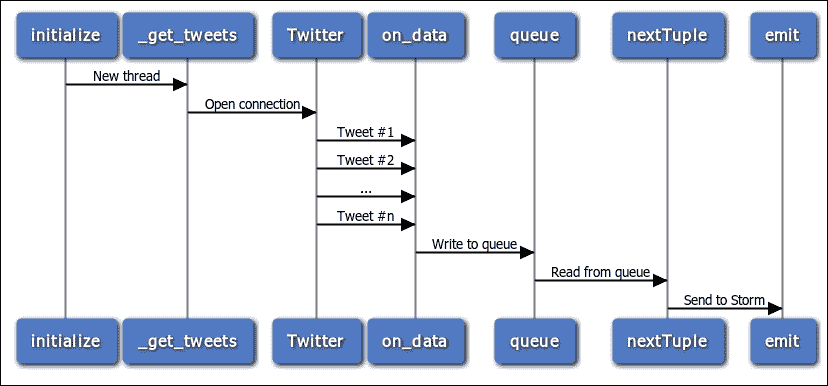 initialize
_get_tweets
Twitter
on_data
queue
nextTuple
emit
New thread
Open connection
Tweet #1
Tweet #2
...
Tweet #n
Write to queue
Read from queue
Send to Storm
initialize
_get_tweets
Twitter
on_data
queue
nextTuple
emit